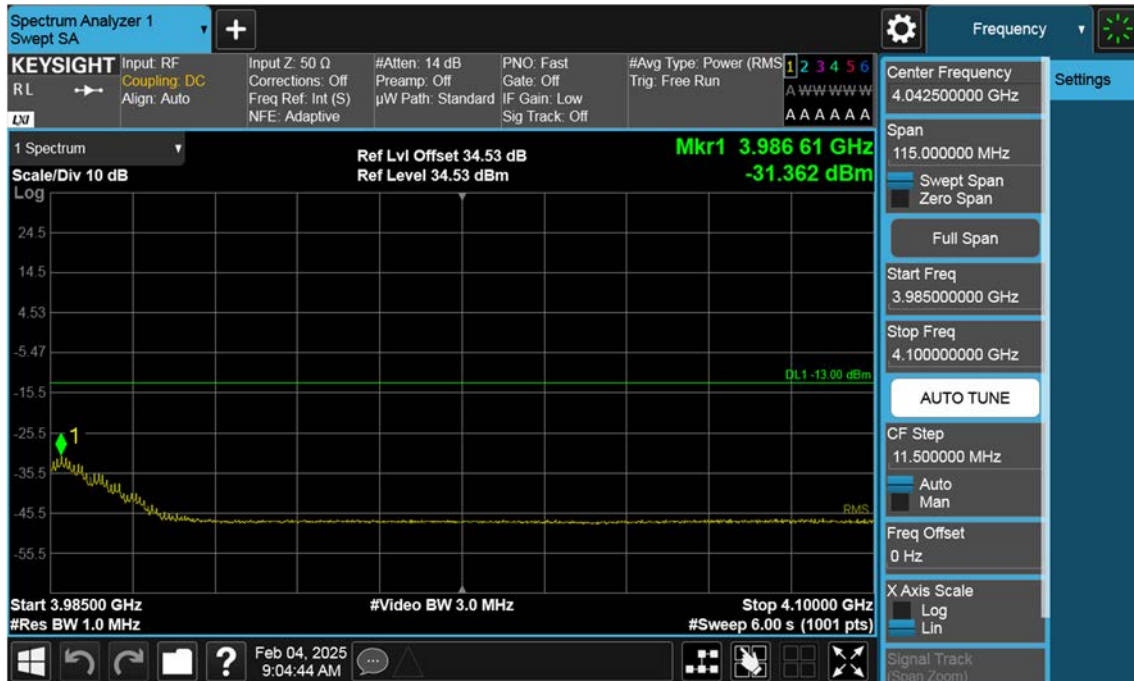 Spectrum Analyzer 1
Swept SA
Frequency
KEYSIGHT
R L
LXI
Input: RF
Coupling: DC
Align: Auto
Input Z: 50 Ω
Corrections: Off
Freq Ref: Int (S)
NFE: Adaptive
#Atten: 14 dB
Preamp: Off
µW Path: Standard
PNO: Fast
Gate: Off
IF Gain: Low
Sig Track: Off
#Avg Type: Power (RMS
Trig: Free Run
1 2 3 4 5 6
A W W W W W
A A A A A A
1 Spectrum
Scale/Div 10 dB
Ref Lvl Offset 34.53 dB
Ref Level 34.53 dBm
Mkr1 3.986 61 GHz
-31.362 dBm
Log
24.5
14.5
4.53
-5.47
-15.5
-25.5
-35.5
-45.5
-55.5
DL1 -13.00 dBm
1
RMS
Start 3.98500 GHz
#Res BW 1.0 MHz
#Video BW 3.0 MHz
Stop 4.10000 GHz
#Sweep 6.00 s (1001 pts)
Center Frequency
4.042500000 GHz
Span
115.000000 MHz
Swept Span
Zero Span
Full Span
Start Freq
3.985000000 GHz
Stop Freq
4.100000000 GHz
AUTO TUNE
CF Step
11.500000 MHz
Auto
Man
Freq Offset
0 Hz
X Axis Scale
Log
Lin
Signal Track
(Span Zoom)
Settings
?
Feb 04, 2025
9:04:44 AM